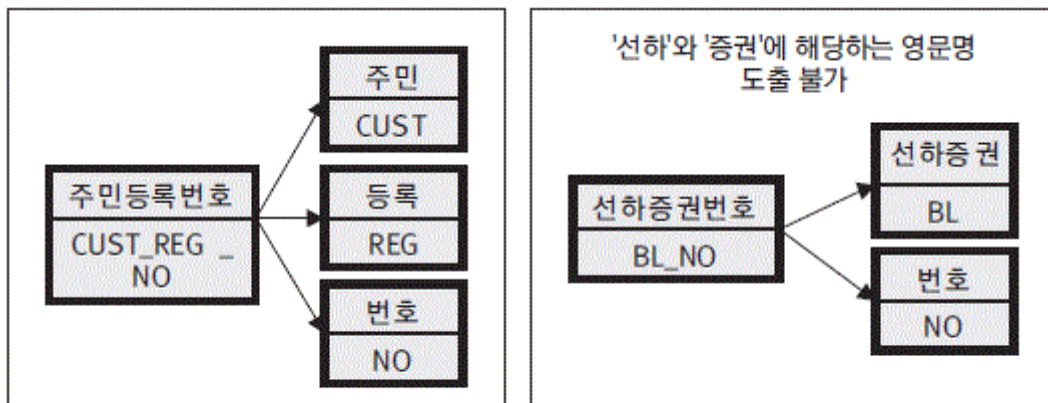 주민등록번호
CUST_REG _
NO
주민
CUST
등록
REG
번호
NO
'선하'와 '증권'에 해당하는 영문명
도출 불가
선하증권번호
BL_NO
선하증권
BL
번호
NO